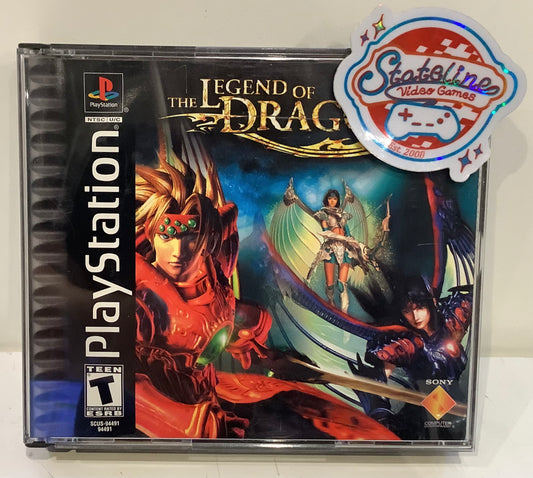 PlayStation
NTSC U/C
PlayStation
TEEN
T
CONTENT RATED BY
ESRB
SCUS-94491
94491
LEGEND OF
THE DRAG
Stateline
Video Games
Est. 2006
SONY
COMPUTER